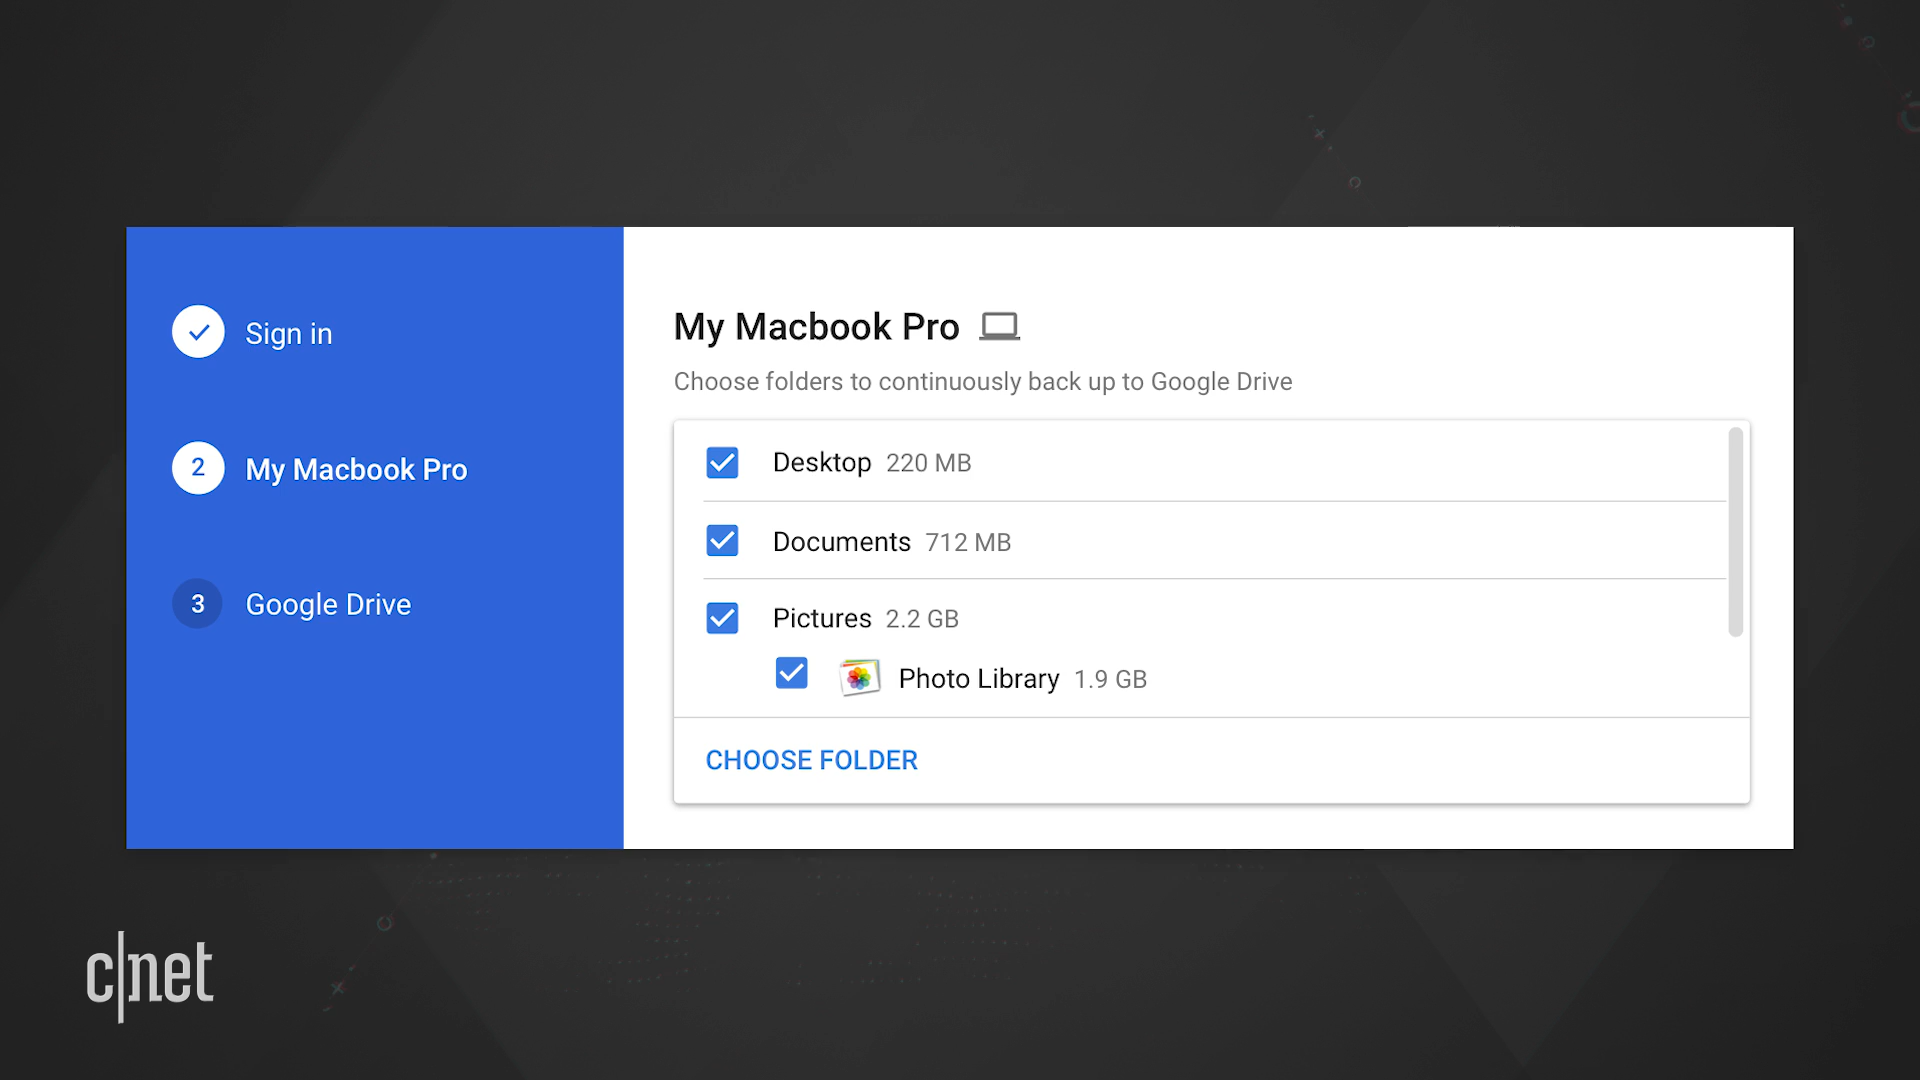 Sign in
2 My Macbook Pro
3 Google Drive
My Macbook Pro
Choose folders to continuously back up to Google Drive
Desktop 220 MB
Documents 712 MB
Pictures 2.2 GB
Photo Library 1.9 GB
CHOOSE FOLDER
c|net